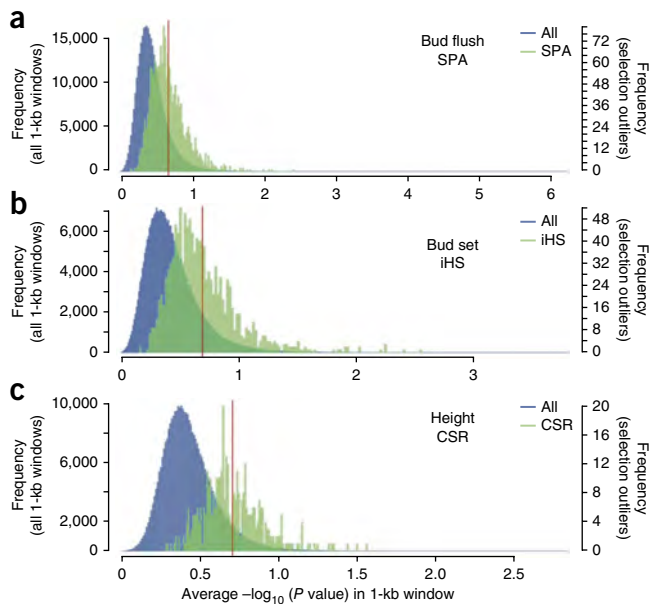 a
Bud flush
SPA
All
SPA
Frequency
(all 1-kb windows)
15,000
10,000
5,000
0
72
60
48
36
24
12
0
Frequency
(selection outliers)
0 1 2 3 4 5 6
b
Bud set
iHS
All
iHS
Frequency
(all 1-kb windows)
6,000
4,000
2,000
0
48
40
32
24
16
8
0
Frequency
(selection outliers)
0 1 2 3
c
Height
CSR
All
CSR
Frequency
(all 1-kb windows)
10,000
6,000
2,000
0
20
16
12
8
4
0
Frequency
(selection outliers)
0 0.5 1.0 1.5 2.0 2.5
Average –log10 (P value) in 1-kb window